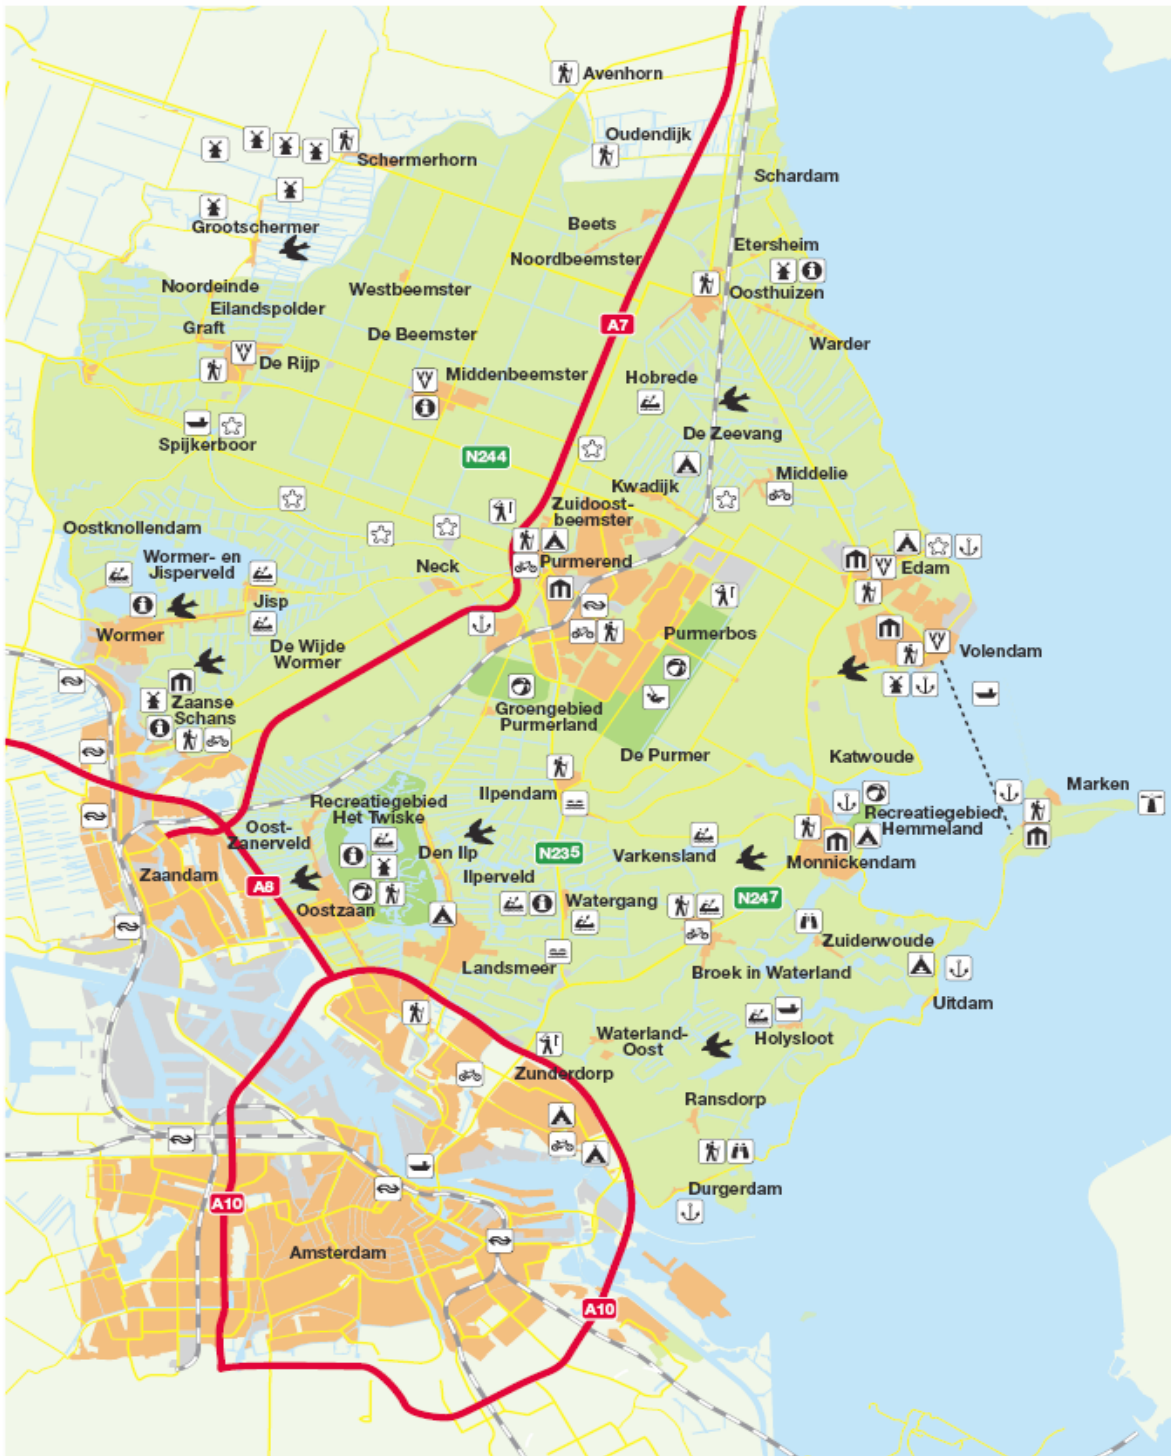 Avenhorn
Oudendijk
Schermerhorn
Schardam
Grootschermer
Beets
Etersheim
Noordbeemster
Noordeinde
Westbeemster
Oosthuizen
Eilandspolder
A7
Graft
De Beemster
Warder
De Rijp
Middenbeemster
Hobrede
De Zeevang
Spijkerboor
N244
Middelie
Kwadijk
Zuidoost-
beemster
Oostknollendam
Wormer- en
Jisperveld
Neck
Purmerend
Edam
Jisp
Wormer
Purmerbos
De Wijde
Wormer
Volendam
Zaanse
Schans
Groengebied
Purmerland
De Purmer
Katwoude
Ilpendam
Marken
Recreatiegebied
Het Twiske
Recreatiegebied
Hemmeland
Oost-
Zanerveld
Den Ilp
N235
Varkensland
Monnickendam
Zaandam
A8
Ilperveld
N247
Oostzaan
Watergang
Zuiderwoude
Landsmeer
Broek in Waterland
Uitdam
Waterland-
Oost
Holysloot
Zunderdorp
Ransdorp
Durgerdam
A10
Amsterdam
A10